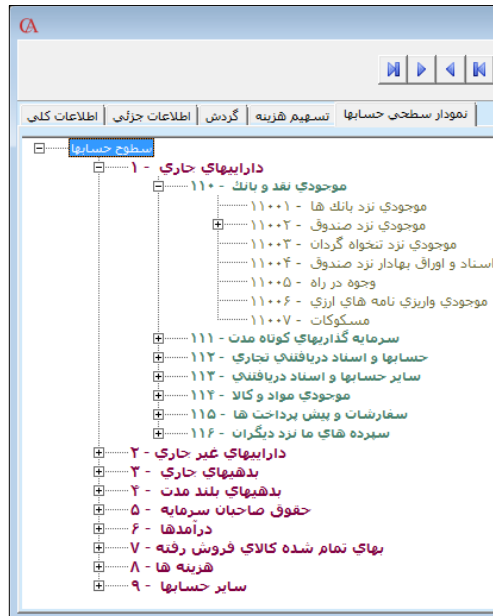 CA
نمودار سطحي حسابها
تسهيم هزينه
گردش
اطلاعات جزئي
اطلاعات كلي
سطوح حسابها
داراييهاي جاري - ۱
موجودي نقد و بانك - ۱۱۰
موجودي نزد بانك ها - ۱۱۰۰۱
موجودي نزد صندوق - ۱۱۰۰۲
موجودي نزد تنخواه گردان - ۱۱۰۰۳
اسناد و اوراق بهادار نزد صندوق - ۱۱۰۰۴
وجوه در راه - ۱۱۰۰۵
موجودي واريزي نامه هاي ارزي - ۱۱۰۰۶
مسكوكات - ۱۱۰۰۷
سرمايه گذاريهاي كوتاه مدت - ۱۱۱
حسابها و اسناد دريافتني تجاري - ۱۱۲
ساير حسابها و اسناد دريافتني - ۱۱۳
موجودي مواد و كالا - ۱۱۴
سفارشات و پيش پرداخت ها - ۱۱۵
سپرده هاي ما نزد ديگران - ۱۱۶
داراييهاي غير جاري - ۲
بدهيهاي جاري - ۳
بدهيهاي بلند مدت - ۴
حقوق صاحبان سرمايه - ۵
درآمدها - ۶
بهاي تمام شده كالاي فروش رفته - ۷
هزينه ها - ۸
ساير حسابها - ۹